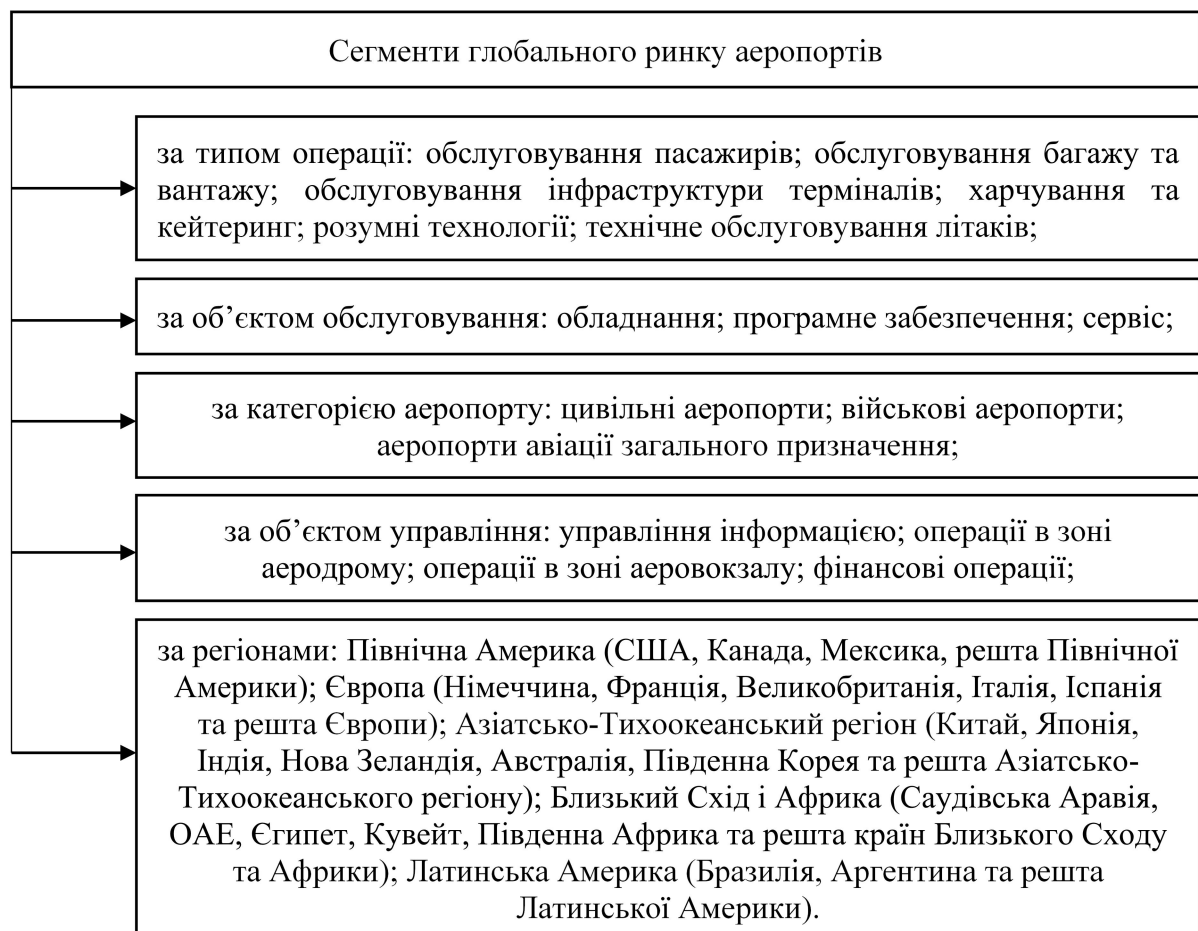 Сегменти глобального ринку аеропортів
за типом операції: обслуговування пасажирів; обслуговування багажу та
вантажу; обслуговування інфраструктури терміналів; харчування та
кейтеринг; розумні технології; технічне обслуговування літаків;
за об’єктом обслуговування: обладнання; програмне забезпечення; сервіс;
за категорією аеропорту: цивільні аеропорти; військові аеропорти;
аеропорти авіації загального призначення;
за об’єктом управління: управління інформацією; операції в зоні
аеродрому; операції в зоні аеровокзалу; фінансові операції;
за регіонами: Північна Америка (США, Канада, Мексика, решта Північної
Америки); Європа (Німеччина, Франція, Великобританія, Італія, Іспанія
та решта Європи); Азіатсько-Тихоокеанський регіон (Китай, Японія,
Індія, Нова Зеландія, Австралія, Південна Корея та решта Азіатсько-
Тихоокеанського регіону); Близький Схід і Африка (Саудівська Аравія,
ОАЕ, Єгипет, Кувейт, Південна Африка та решта країн Близького Сходу
та Африки); Латинська Америка (Бразилія, Аргентина та решта
Латинської Америки).